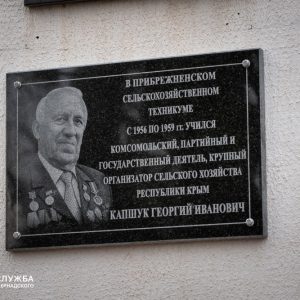 В ПРИБРЕЖНЕНСКОМ
СЕЛЬСКОХОЗЯЙСТВЕННОМ
ТЕХНИКУМЕ
С 1956 ПО 1959 гг. УЧИЛСЯ
КОМСОМОЛЬСКИЙ, ПАРТИЙНЫЙ И
ГОСУДАРСТВЕННЫЙ ДЕЯТЕЛЬ, КРУПНЫЙ
ОРГАНИЗАТОР СЕЛЬСКОГО ХОЗЯЙСТВА
РЕСПУБЛИКИ КРЫМ
КАПШУК ГЕОРГИЙ ИВАНОВИЧ
СЛУЖБА
ЕРНАДСКОГО